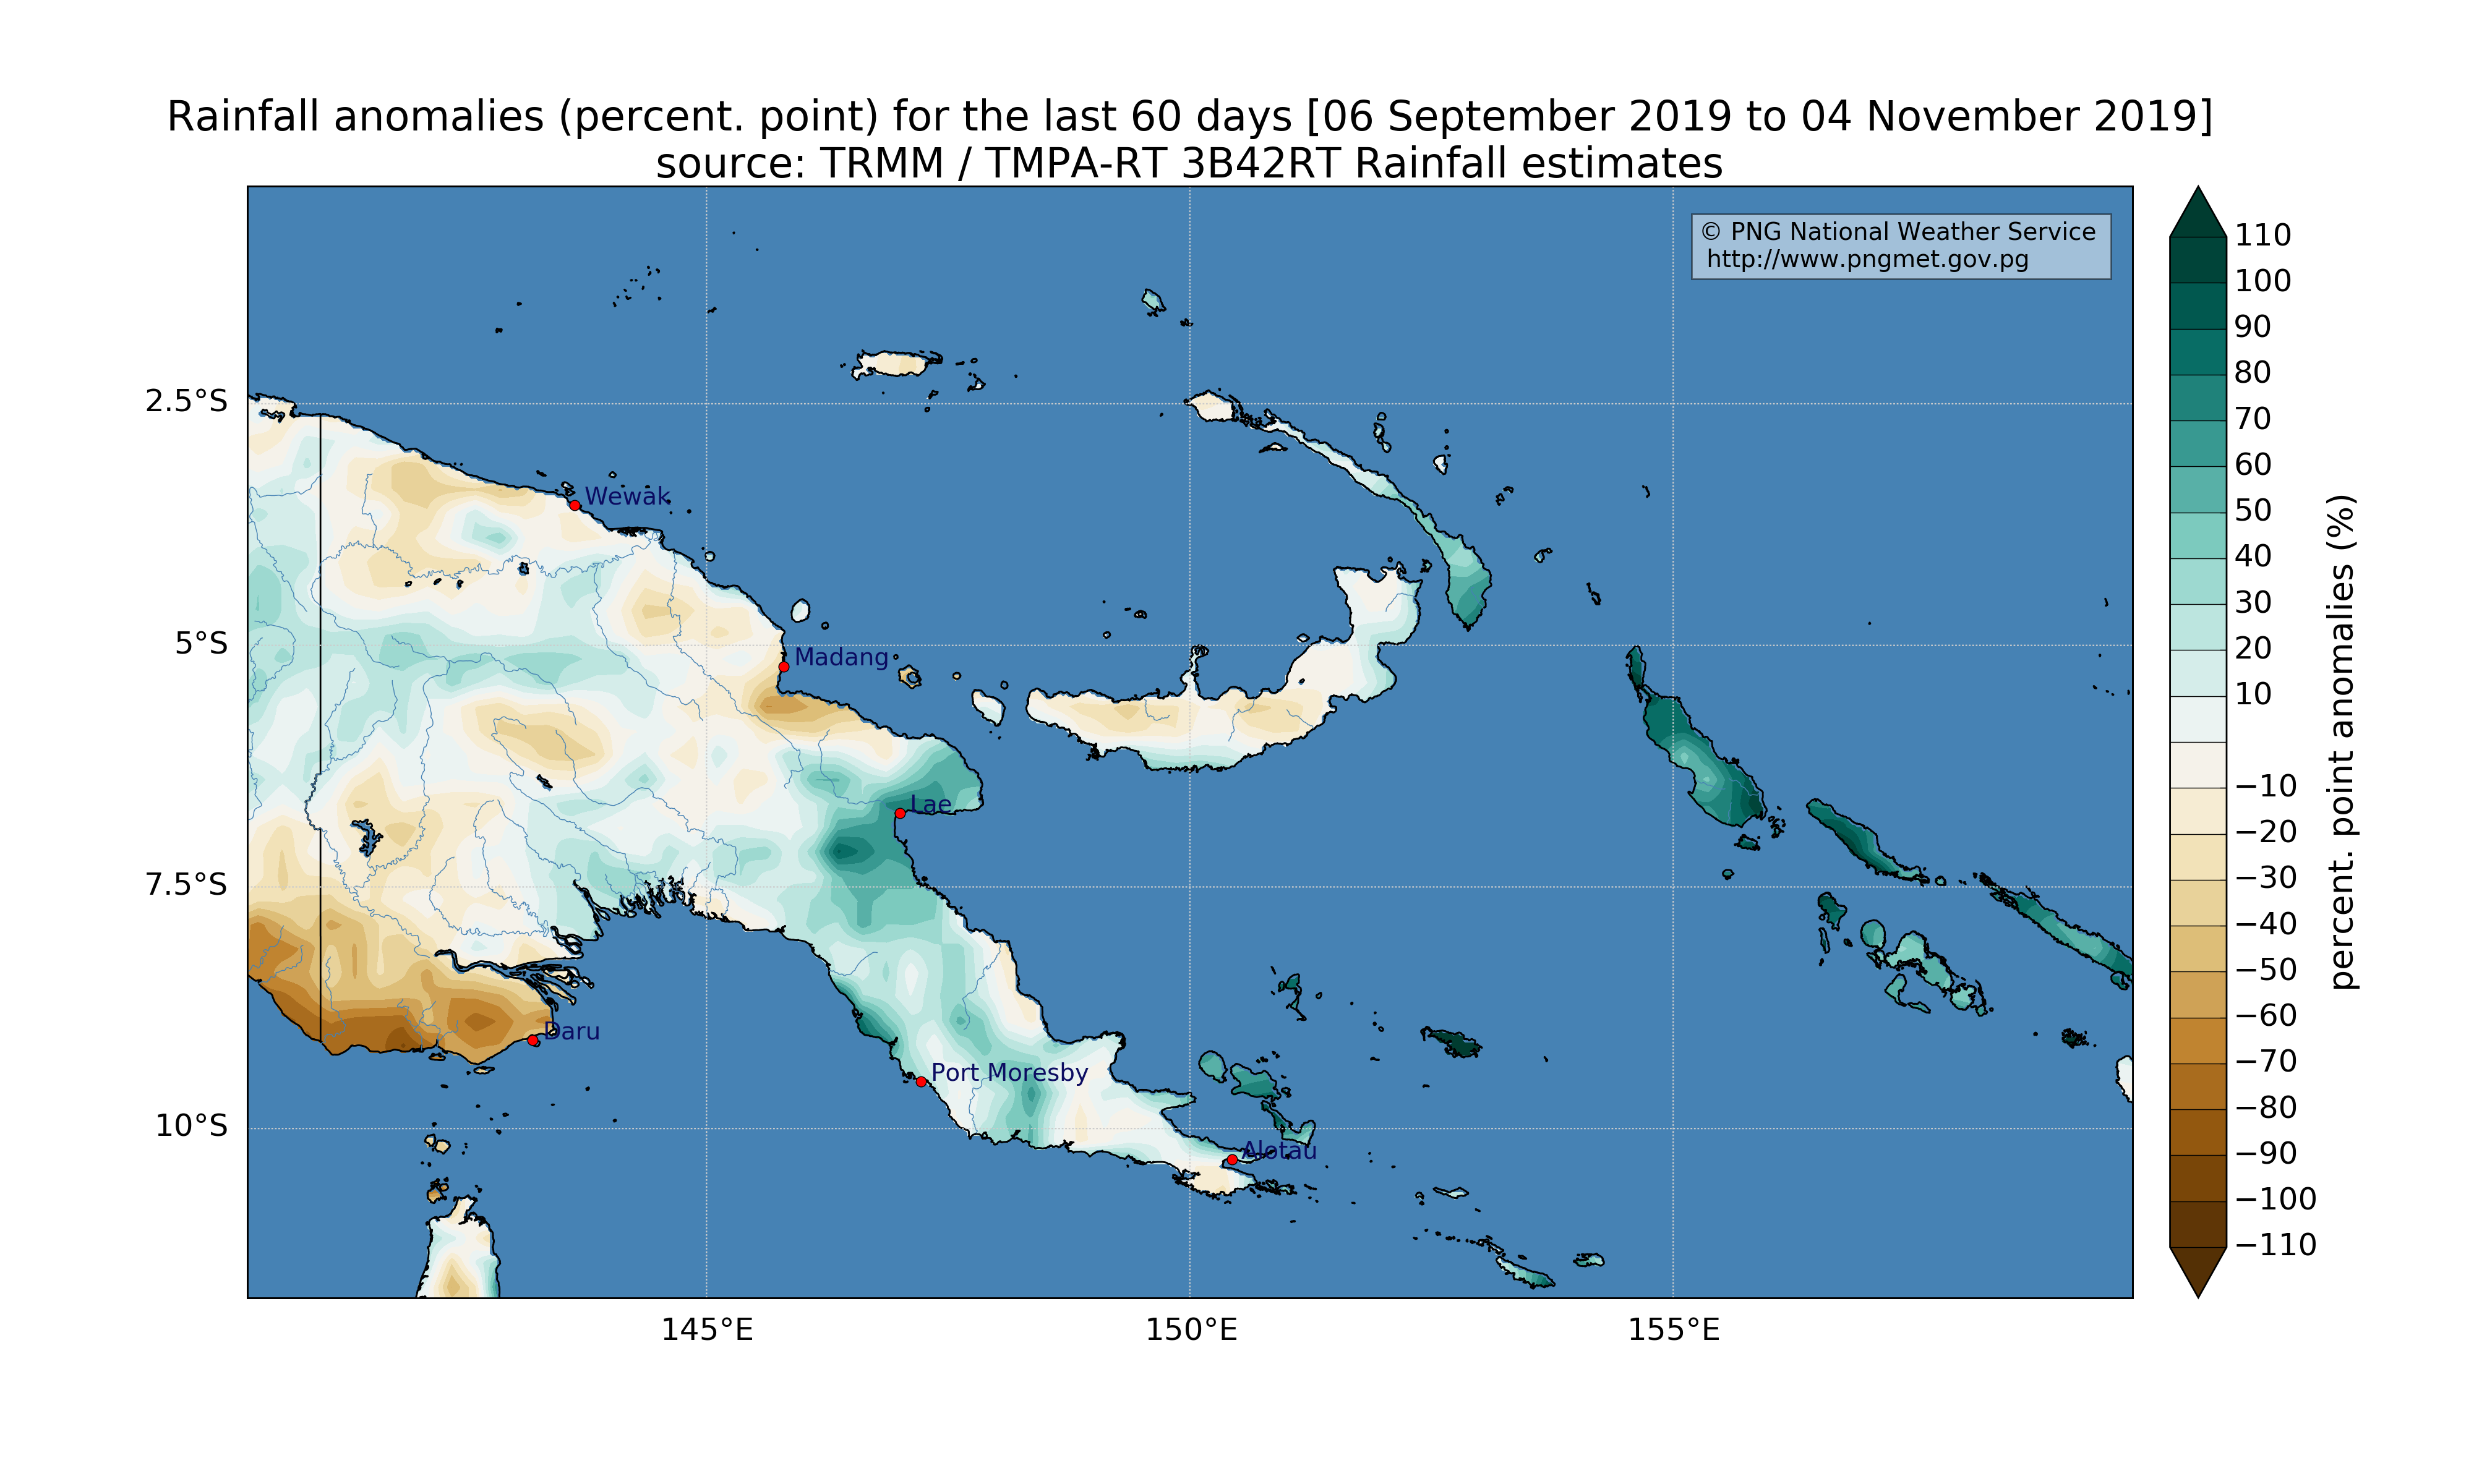 Rainfall anomalies (percent. point) for the last 60 days [06 September 2019 to 04 November 2019]
source: TRMM / TMPA-RT 3B42RT Rainfall estimates
© PNG National Weather Service
http://www.pngmet.gov.pg
2.5°S
5°S
7.5°S
10°S
Wewak
Madang
Lae
Daru
Port Moresby
Alotau
145°E
150°E
155°E
110
100
90
80
70
60
50
40
30
20
10
−10
−20
−30
−40
−50
−60
−70
−80
−90
−100
−110
percent. point anomalies (%)